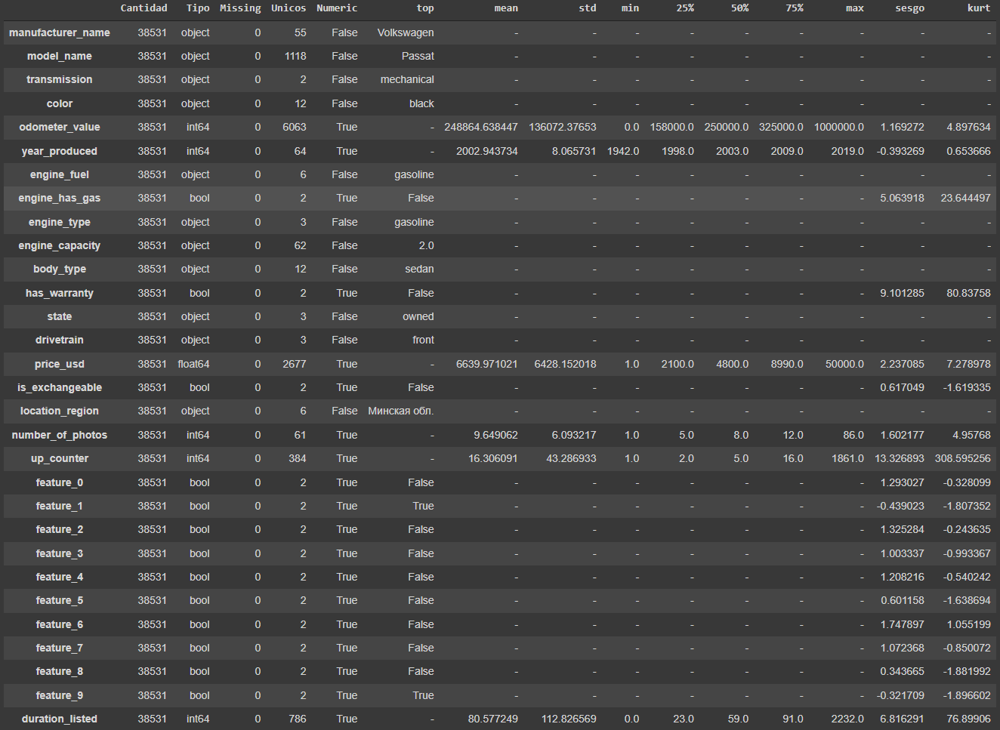 Cantidad Tipo Missing Unicos Numeric top mean std min 25% 50% 75% max sesgo kurt
manufacturer_name 38531 object 0 55 False Volkswagen - - - - - - - - -
model_name 38531 object 0 1118 False Passat - - - - - - - - -
transmission 38531 object 0 2 False mechanical - - - - - - - - -
color 38531 object 0 12 False black - - - - - - - - -
odometer_value 38531 int64 0 6063 True - 248864.638447 136072.37653 0.0 158000.0 250000.0 325000.0 1000000.0 1.169272 4.897634
year_produced 38531 int64 0 64 True - 2002.943734 8.065731 1942.0 1998.0 2003.0 2009.0 2019.0 -0.393269 0.653666
engine_fuel 38531 object 0 6 False gasoline - - - - - - - - -
engine_has_gas 38531 bool 0 2 True False - - - - - - - 5.063918 23.644497
engine_type 38531 object 0 3 False gasoline - - - - - - - - -
engine_capacity 38531 object 0 62 False 2.0 - - - - - - - - -
body_type 38531 object 0 12 False sedan - - - - - - - - -
has_warranty 38531 bool 0 2 True False - - - - - - - 9.101285 80.83758
state 38531 object 0 3 False owned - - - - - - - - -
drivetrain 38531 object 0 3 False front - - - - - - - - -
price_usd 38531 float64 0 2677 True - 6639.971021 6428.152018 1.0 2100.0 4800.0 8990.0 50000.0 2.237085 7.278978
is_exchangeable 38531 bool 0 2 True False - - - - - - - 0.617049 -1.619335
location_region 38531 object 0 6 False Минская обл. - - - - - - - - -
number_of_photos 38531 int64 0 61 True - 9.649062 6.093217 1.0 5.0 8.0 12.0 86.0 1.602177 4.95768
up_counter 38531 int64 0 384 True - 16.306091 43.286933 1.0 2.0 5.0 16.0 1861.0 13.326893 308.595256
feature_0 38531 bool 0 2 True False - - - - - - - 1.293027 -0.328099
feature_1 38531 bool 0 2 True True - - - - - - - -0.439023 -1.807352
feature_2 38531 bool 0 2 True False - - - - - - - 1.325284 -0.243635
feature_3 38531 bool 0 2 True False - - - - - - - 1.003337 -0.993367
feature_4 38531 bool 0 2 True False - - - - - - - 1.208216 -0.540242
feature_5 38531 bool 0 2 True False - - - - - - - 0.601158 -1.638694
feature_6 38531 bool 0 2 True False - - - - - - - 1.747897 1.055199
feature_7 38531 bool 0 2 True False - - - - - - - 1.072368 -0.850072
feature_8 38531 bool 0 2 True False - - - - - - - 0.343665 -1.881992
feature_9 38531 bool 0 2 True True - - - - - - - -0.321709 -1.896602
duration_listed 38531 int64 0 786 True - 80.577249 112.826569 0.0 23.0 59.0 91.0 2232.0 6.816291 76.89906